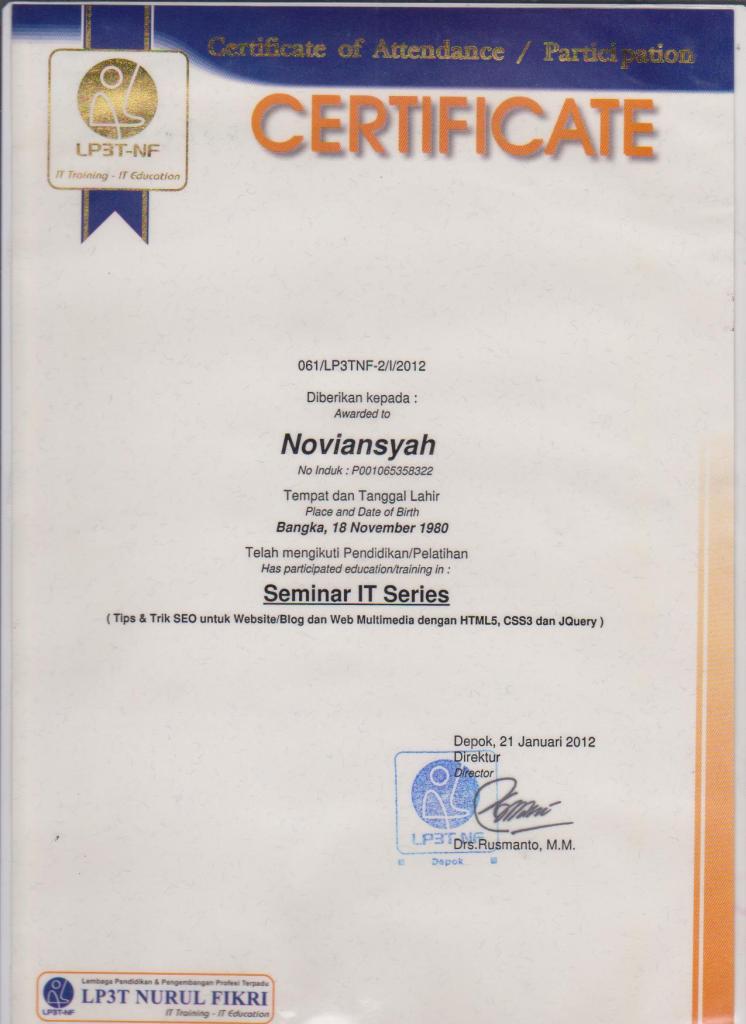 Certificate of Attendance / Participation
CERTIFICATE
LP3T-NF
IT Training - IT Education
061/LP3TNF-2/I/2012
Diberikan kepada :
Awarded to
Noviansyah
No Induk : P001065358322
Tempat dan Tanggal Lahir
Place and Date of Birth
Bangka, 18 November 1980
Telah mengikuti Pendidikan/Pelatihan
Has participated education/training in :
Seminar IT Series
( Tips & Trik SEO untuk Website/Blog dan Web Multimedia dengan HTML5, CSS3 dan JQuery )
Depok, 21 Januari 2012
Direktur
Director
LP3T-NF
Drs.Rusmanto, M.M.
Depok
Lembaga Pendidikan & Pengembangan Profesi Terpadu
LP3T NURUL FIKRI
LP3T-NF
IT Training - IT Education